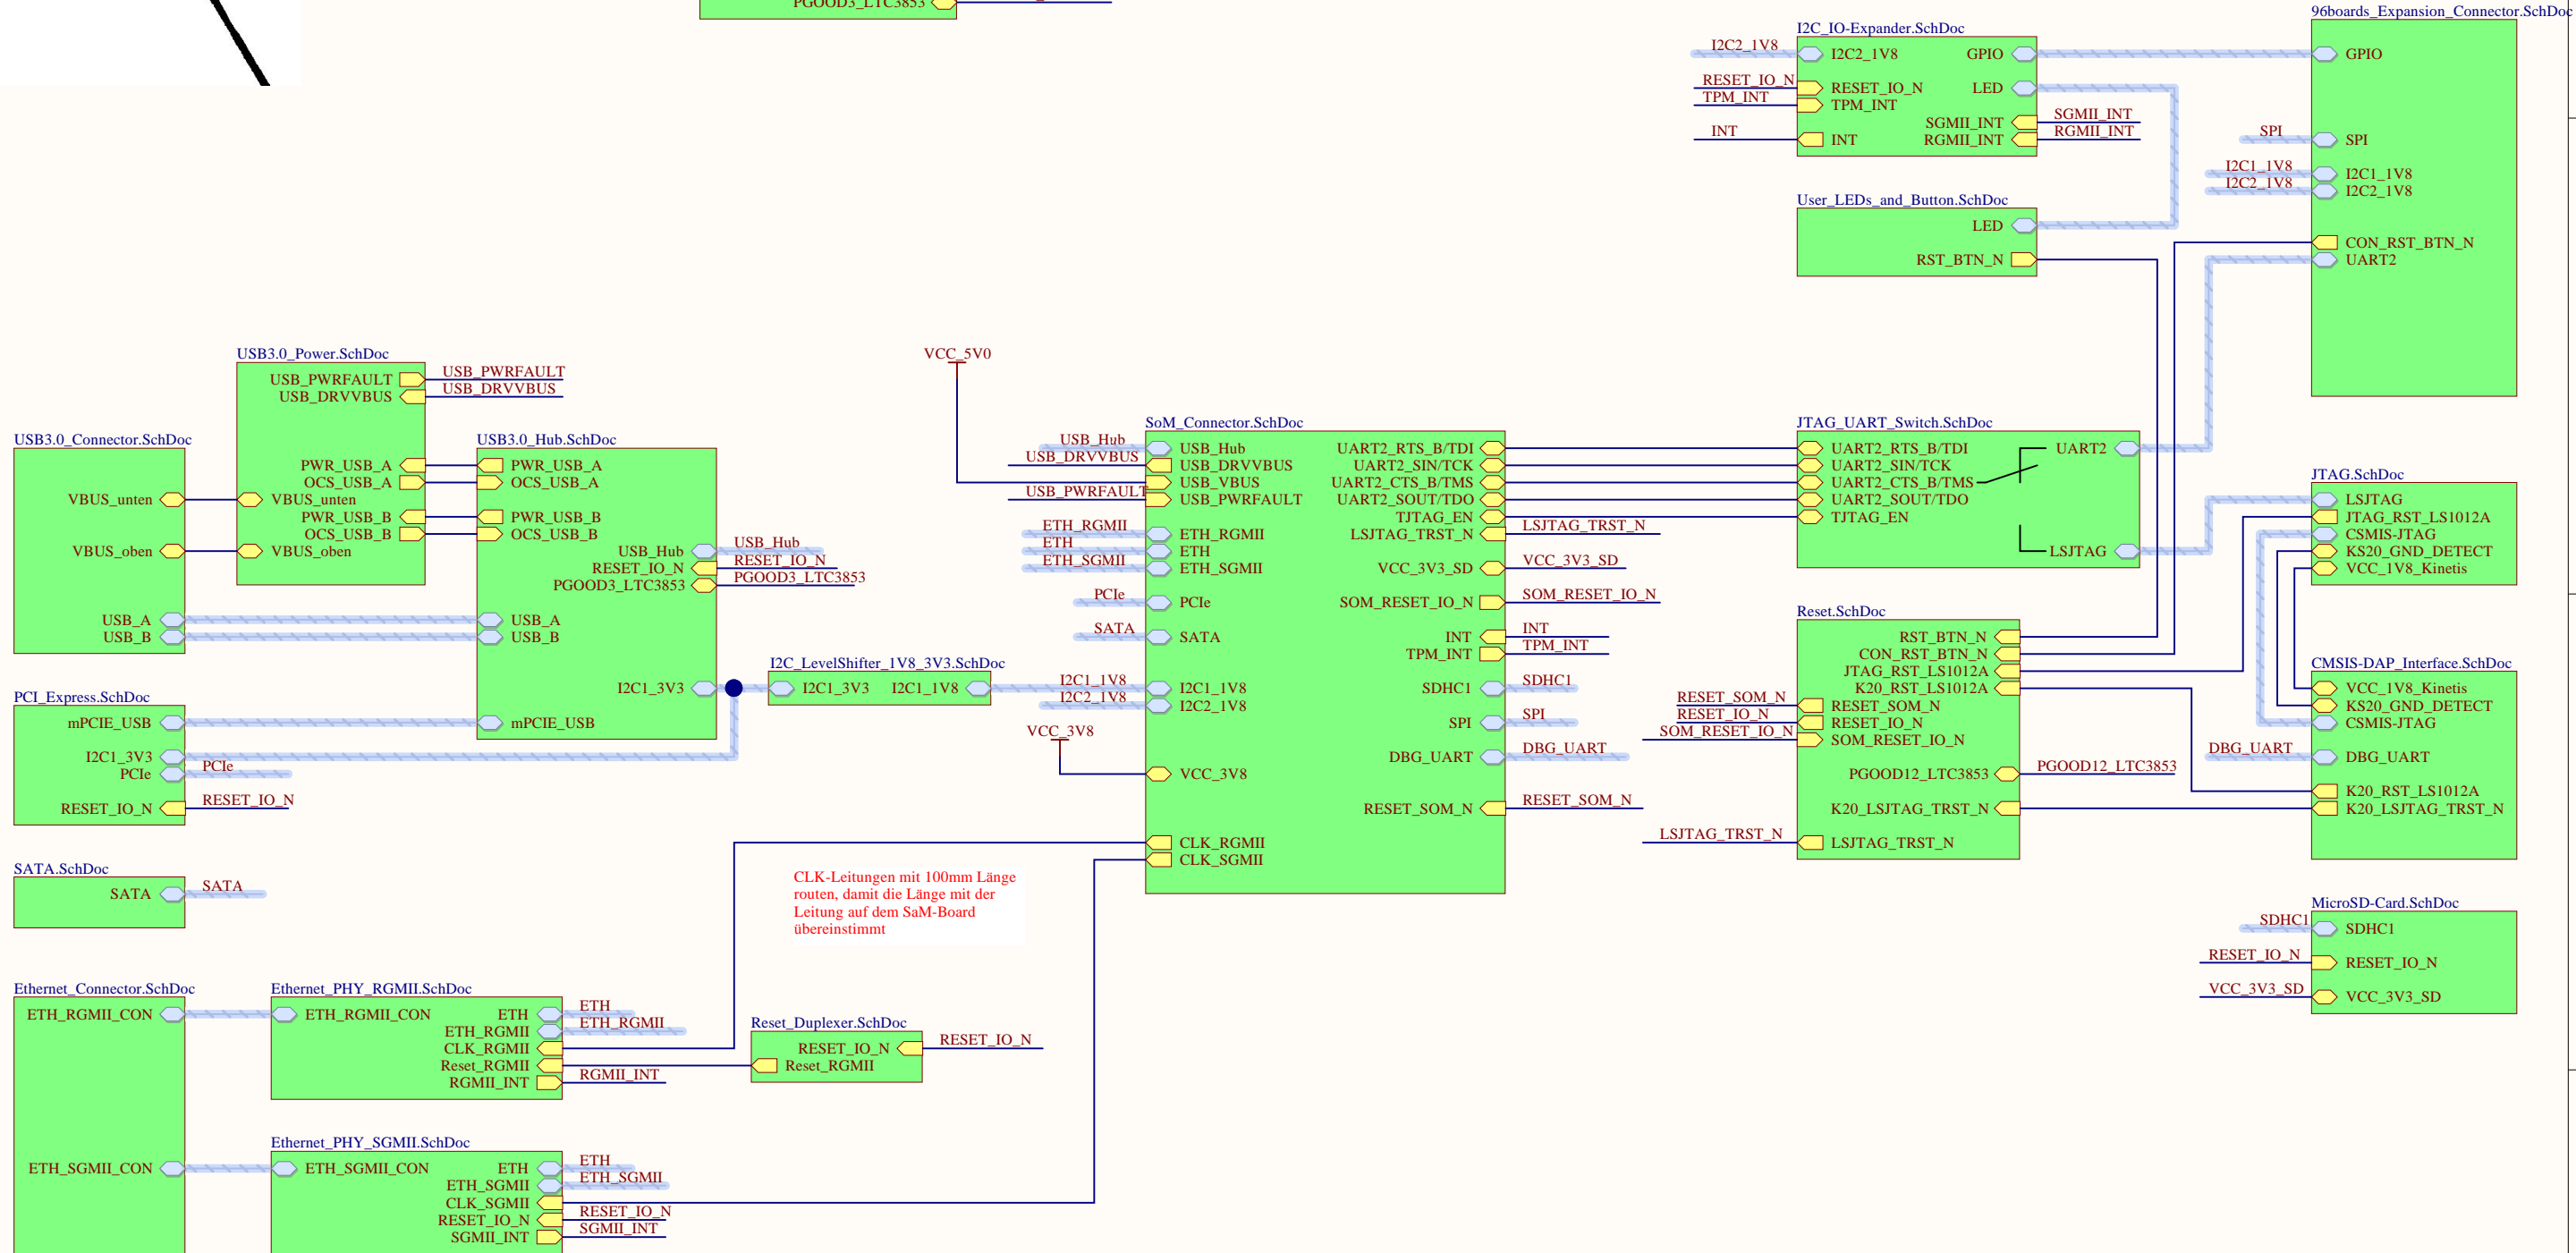 PGOOD3_LTC3853
96boards_Expansion_Connector.SchDoc
GPIO
SPI
SPI
I2C1_1V8
I2C1_1V8
I2C2_1V8
I2C2_1V8
CON_RST_BTN_N
UART2
I2C_IO-Expander.SchDoc
I2C2_1V8
I2C2_1V8
GPIO
RESET_IO_N
RESET_IO_N
LED
TPM_INT
TPM_INT
SGMII_INT
SGMII_INT
INT
INT
RGMII_INT
RGMII_INT
User_LEDs_and_Button.SchDoc
LED
RST_BTN_N
USB3.0_Power.SchDoc
USB_PWRFAULT
USB_PWRFAULT
USB_DRVVBUS
USB_DRVVBUS
PWR_USB_A
OCS_USB_A
VBUS_unten
PWR_USB_B
OCS_USB_B
VBUS_oben
USB3.0_Connector.SchDoc
VBUS_unten
VBUS_oben
USB_A
USB_B
USB3.0_Hub.SchDoc
PWR_USB_A
OCS_USB_A
PWR_USB_B
OCS_USB_B
USB_Hub
USB_Hub
RESET_IO_N
RESET_IO_N
PGOOD3_LTC3853
PGOOD3_LTC3853
USB_A
USB_B
I2C1_3V3
mPCIE_USB
I2C_LevelShifter_1V8_3V3.SchDoc
I2C1_3V3
I2C1_1V8
PCI_Express.SchDoc
mPCIE_USB
I2C1_3V3
PCIe
PCIe
RESET_IO_N
RESET_IO_N
SATA.SchDoc
SATA
SATA
VCC_5V0
SoM_Connector.SchDoc
USB_Hub
USB_Hub
UART2_RTS_B/TDI
USB_DRVVBUS
USB_DRVVBUS
UART2_SIN/TCK
USB_VBUS
UART2_CTS_B/TMS
USB_PWRFAULT
USB_PWRFAULT
UART2_SOUT/TDO
TJTAG_EN
ETH_RGMII
ETH_RGMII
LSJTAG_TRST_N
LSJTAG_TRST_N
ETH
ETH
ETH_SGMII
ETH_SGMII
VCC_3V3_SD
VCC_3V3_SD
PCIe
PCIe
SOM_RESET_IO_N
SOM_RESET_IO_N
SATA
SATA
INT
INT
TPM_INT
TPM_INT
I2C1_1V8
I2C1_1V8
SDHC1
SDHC1
I2C2_1V8
I2C2_1V8
SPI
SPI
VCC_3V8
DBG_UART
DBG_UART
VCC_3V8
RESET_SOM_N
RESET_SOM_N
CLK_RGMII
CLK_SGMII
CLK-Leitungen mit 100mm Länge
routen, damit die Länge mit der
Leitung auf dem SaM-Board
übereinstimmt
JTAG_UART_Switch.SchDoc
UART2_RTS_B/TDI
UART2
UART2_SIN/TCK
UART2_CTS_B/TMS
UART2_SOUT/TDO
TJTAG_EN
LSJTAG
JTAG.SchDoc
LSJTAG
JTAG_RST_LS1012A
CSMIS-JTAG
KS20_GND_DETECT
VCC_1V8_Kinetis
Reset.SchDoc
RST_BTN_N
CON_RST_BTN_N
JTAG_RST_LS1012A
K20_RST_LS1012A
RESET_SOM_N
RESET_SOM_N
RESET_IO_N
RESET_IO_N
SOM_RESET_IO_N
SOM_RESET_IO_N
PGOOD12_LTC3853
PGOOD12_LTC3853
K20_LSJTAG_TRST_N
LSJTAG_TRST_N
LSJTAG_TRST_N
CMSIS-DAP_Interface.SchDoc
VCC_1V8_Kinetis
KS20_GND_DETECT
CSMIS-JTAG
DBG_UART
DBG_UART
K20_RST_LS1012A
K20_LSJTAG_TRST_N
MicroSD-Card.SchDoc
SDHC1
SDHC1
RESET_IO_N
RESET_IO_N
VCC_3V3_SD
VCC_3V3_SD
Ethernet_Connector.SchDoc
ETH_RGMII_CON
ETH_SGMII_CON
Ethernet_PHY_RGMII.SchDoc
ETH_RGMII_CON
ETH
ETH
ETH_RGMII
ETH_RGMII
CLK_RGMII
Reset_RGMII
RGMII_INT
RGMII_INT
Reset_Duplexer.SchDoc
RESET_IO_N
RESET_IO_N
Reset_RGMII
Ethernet_PHY_SGMII.SchDoc
ETH_SGMII_CON
ETH
ETH
ETH_SGMII
ETH_SGMII
CLK_SGMII
RESET_IO_N
RESET_IO_N
SGMII_INT
SGMII_INT